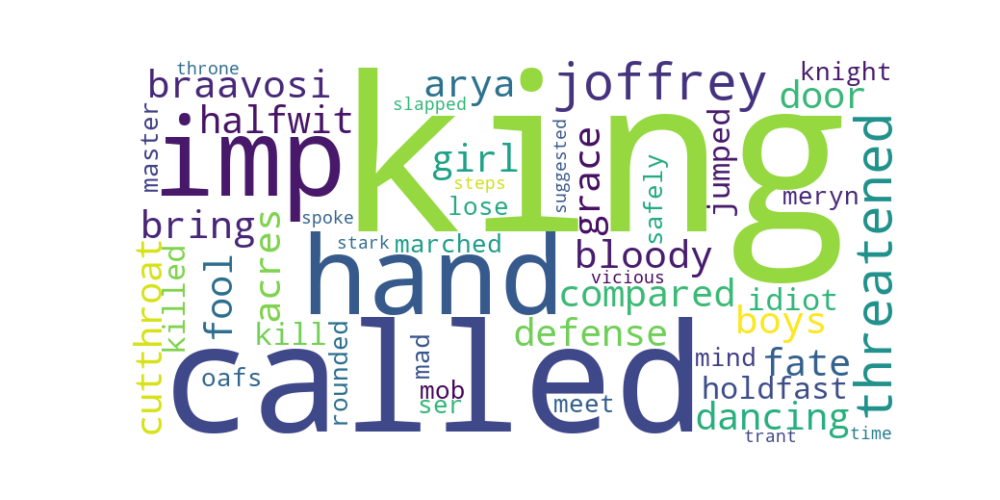 throne
knight
braavosi
arya
joffrey
door
slapped
master
halfwit
imp
king
girl
steps
suggested
grace
jumped
safely
threatened
lose
meryn
bring
spoke
acres
stark
marched
hand
bloody
vicious
compared
idiot
cutthroat
killed
fool
kill
defense
boys
rounded
mad
called
oafs
mob
ser
meet
mind
fate
holdfast
dancing
trant
time